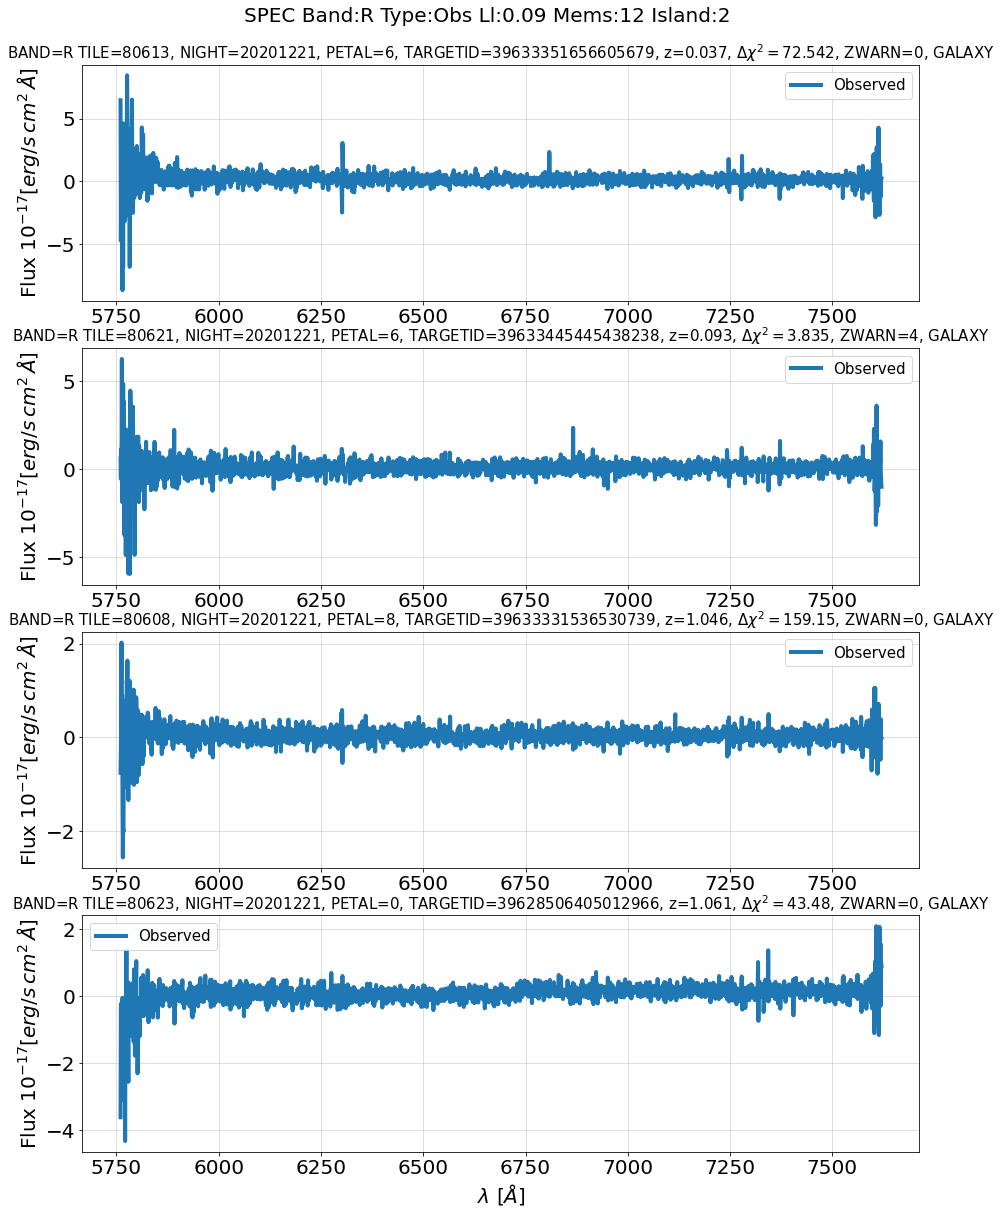 SPEC Band:R Type:Obs Ll:0.09 Mems:12 Island:2
BAND=R TILE=80613, NIGHT=20201221, PETAL=6, TARGETID=39633351656605679, z=0.037, Δχ² = 72.542, ZWARN=0, GALAXY
Flux 10⁻¹⁷[erg/s cm² Å]
5
0
−5
Observed
5750 6000 6250 6500 6750 7000 7250 7500
BAND=R TILE=80621, NIGHT=20201221, PETAL=6, TARGETID=39633445445438238, z=0.093, Δχ² = 3.835, ZWARN=4, GALAXY
Flux 10⁻¹⁷[erg/s cm² Å]
5
0
−5
Observed
5750 6000 6250 6500 6750 7000 7250 7500
BAND=R TILE=80608, NIGHT=20201221, PETAL=8, TARGETID=39633331536530739, z=1.046, Δχ² = 159.15, ZWARN=0, GALAXY
Flux 10⁻¹⁷[erg/s cm² Å]
2
0
−2
Observed
5750 6000 6250 6500 6750 7000 7250 7500
BAND=R TILE=80623, NIGHT=20201221, PETAL=0, TARGETID=39628506405012966, z=1.061, Δχ² = 43.48, ZWARN=0, GALAXY
Flux 10⁻¹⁷[erg/s cm² Å]
2
0
−2
−4
Observed
5750 6000 6250 6500 6750 7000 7250 7500
λ [Å]